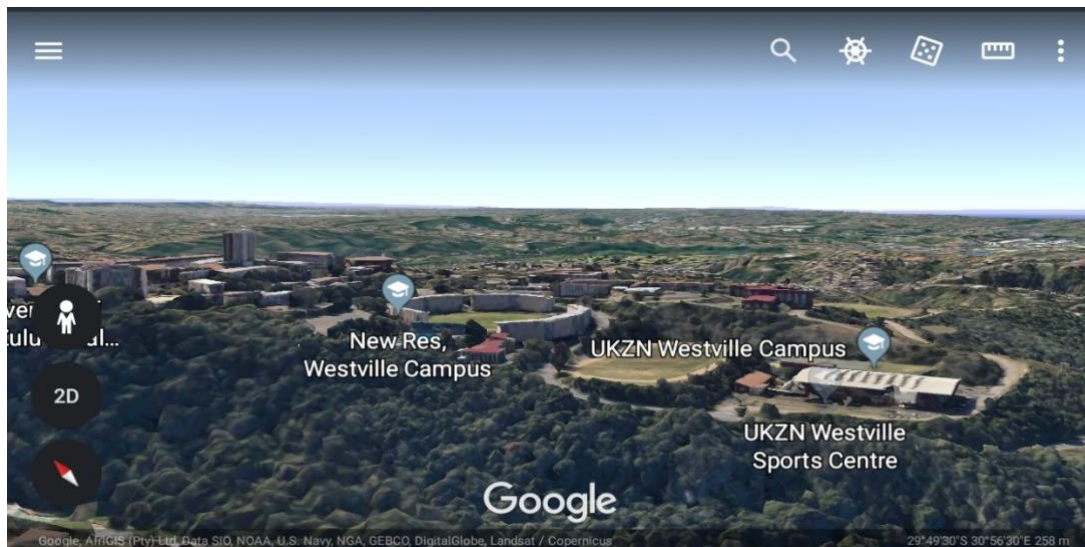 New Res,
Westville Campus
UKZN Westville Campus
2D
UKZN Westville
Sports Centre
Google
Google, AfriGIS (Pty) Ltd, Data SIO, NOAA, U.S. Navy, NGA, GEBCO, DigitalGlobe, Landsat / Copernicus
29°49'30"S 30°56'30"E 258 m